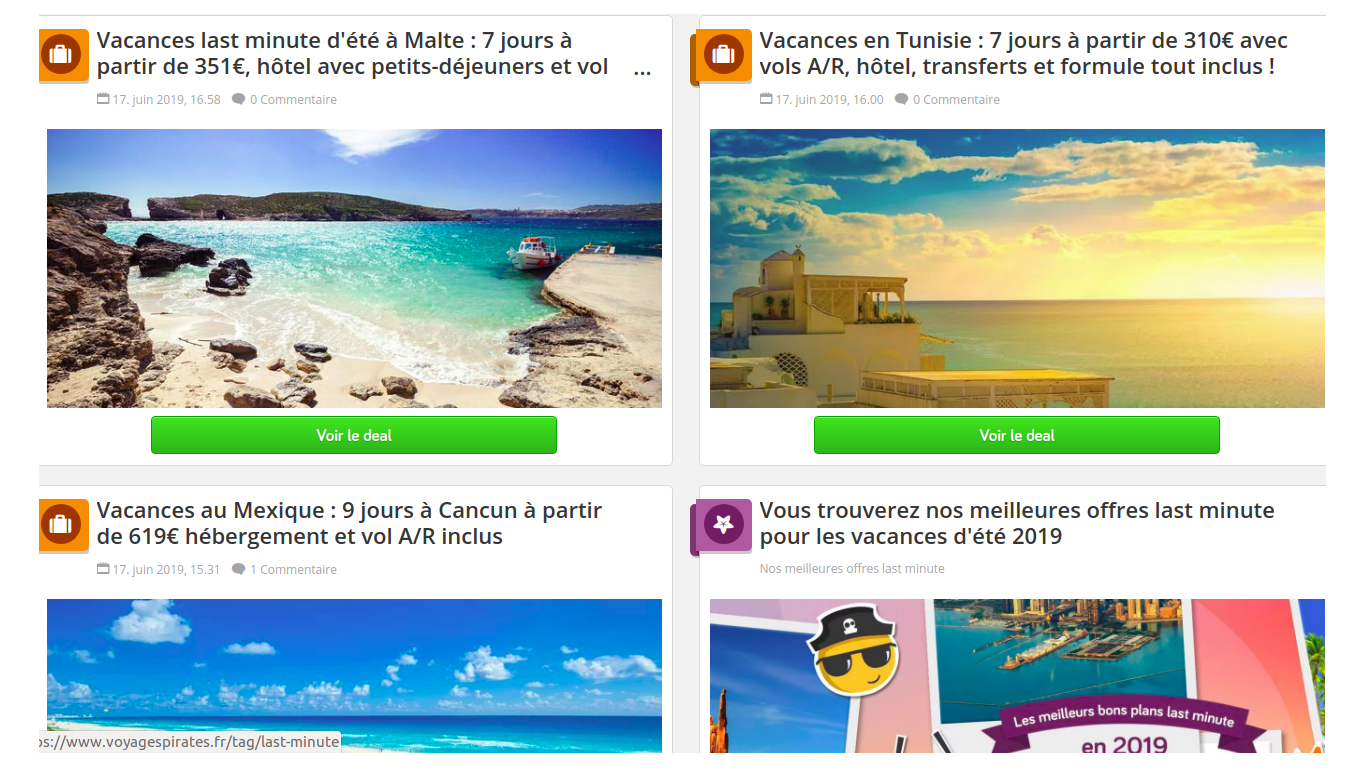 Vacances last minute d'été à Malte : 7 jours à
partir de 351€, hôtel avec petits-déjeuners et vol ...
17. juin 2019, 16.58 0 Commentaire
Voir le deal
Vacances en Tunisie : 7 jours à partir de 310€ avec
vols A/R, hôtel, transferts et formule tout inclus !
17. juin 2019, 16.00 0 Commentaire
Voir le deal
Vacances au Mexique : 9 jours à Cancun à partir
de 619€ hébergement et vol A/R inclus
17. juin 2019, 15.31 1 Commentaire
Vous trouverez nos meilleures offres last minute
pour les vacances d'été 2019
Nos meilleures offres last minute
Les meilleurs bons plans last minute
en 2019
ps://www.voyagespirates.fr/tag/last-minute